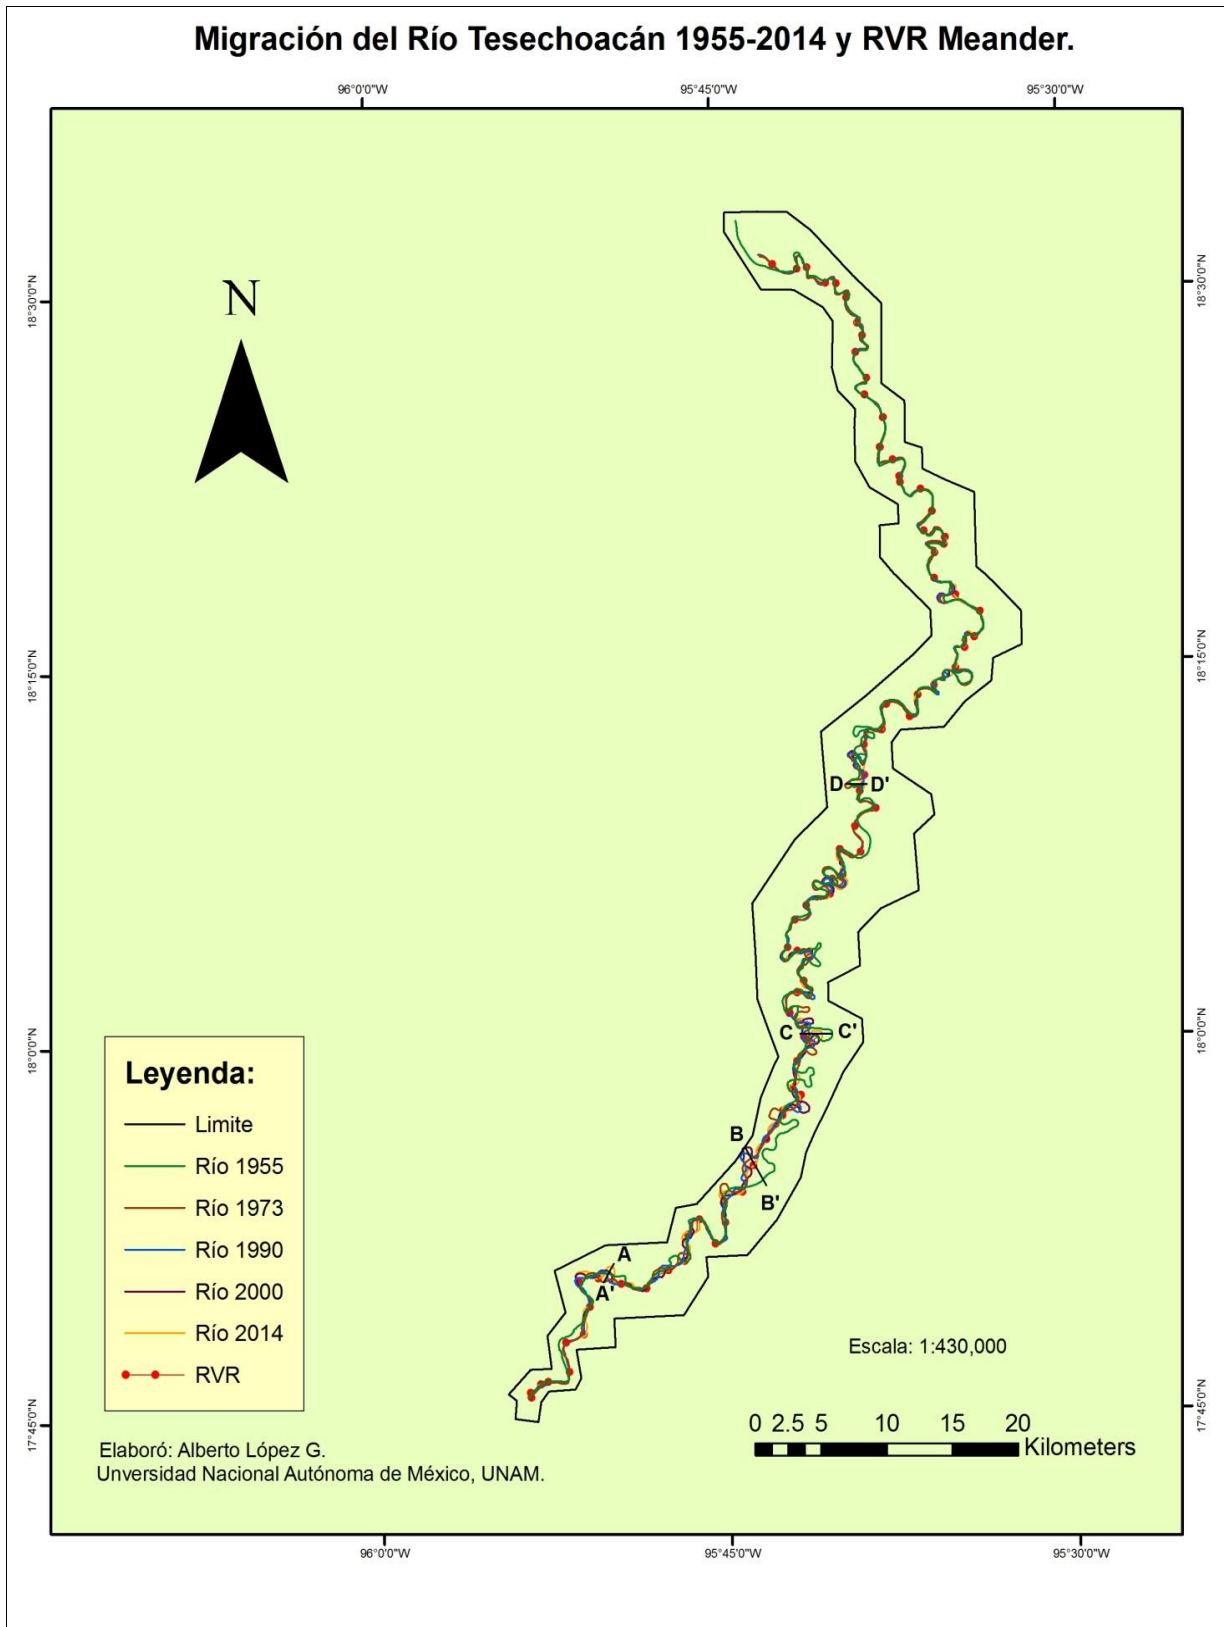 Migración del Río Tesechoacán 1955-2014 y RVR Meander.
96°0'0"W 95°45'0"W 95°30'0"W
N
18°30'0"N 18°30'0"N
18°15'0"N 18°15'0"N
D D'
C C'
18°0'0"N 18°0'0"N
B
B'
A
A'
Leyenda:
Limite
Río 1955
Río 1973
Río 1990
Río 2000
Río 2014
RVR
Escala: 1:430,000
17°45'0"N 17°45'0"N
0 2.5 5 10 15 20
Kilometers
Elaboró: Alberto López G.
Unversidad Nacional Autónoma de México, UNAM.
96°0'0"W 95°45'0"W 95°30'0"W